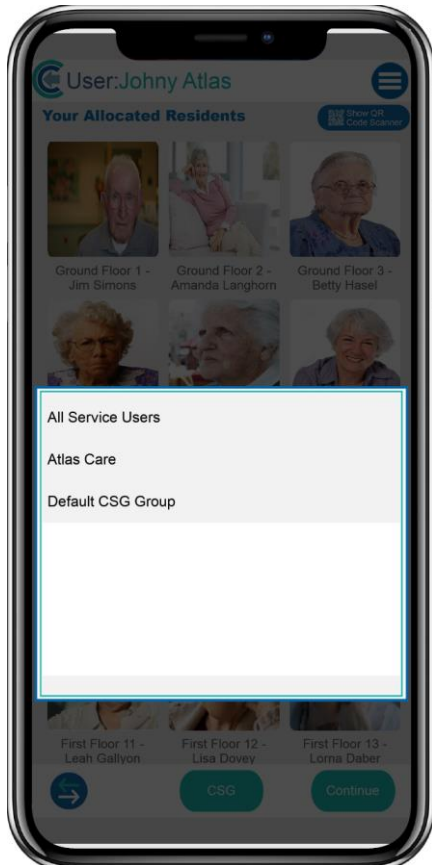 User:Johny Atlas
Your Allocated Residents
Show QR
Code Scanner
Ground Floor 1 -
Jim Simons
Ground Floor 2 -
Amanda Langhorn
Ground Floor 3 -
Betty Hasel
All Service Users
Atlas Care
Default CSG Group
First Floor 11 -
Leah Gallyon
First Floor 12 -
Lisa Dovey
First Floor 13 -
Lorna Daber
CSG
Continue